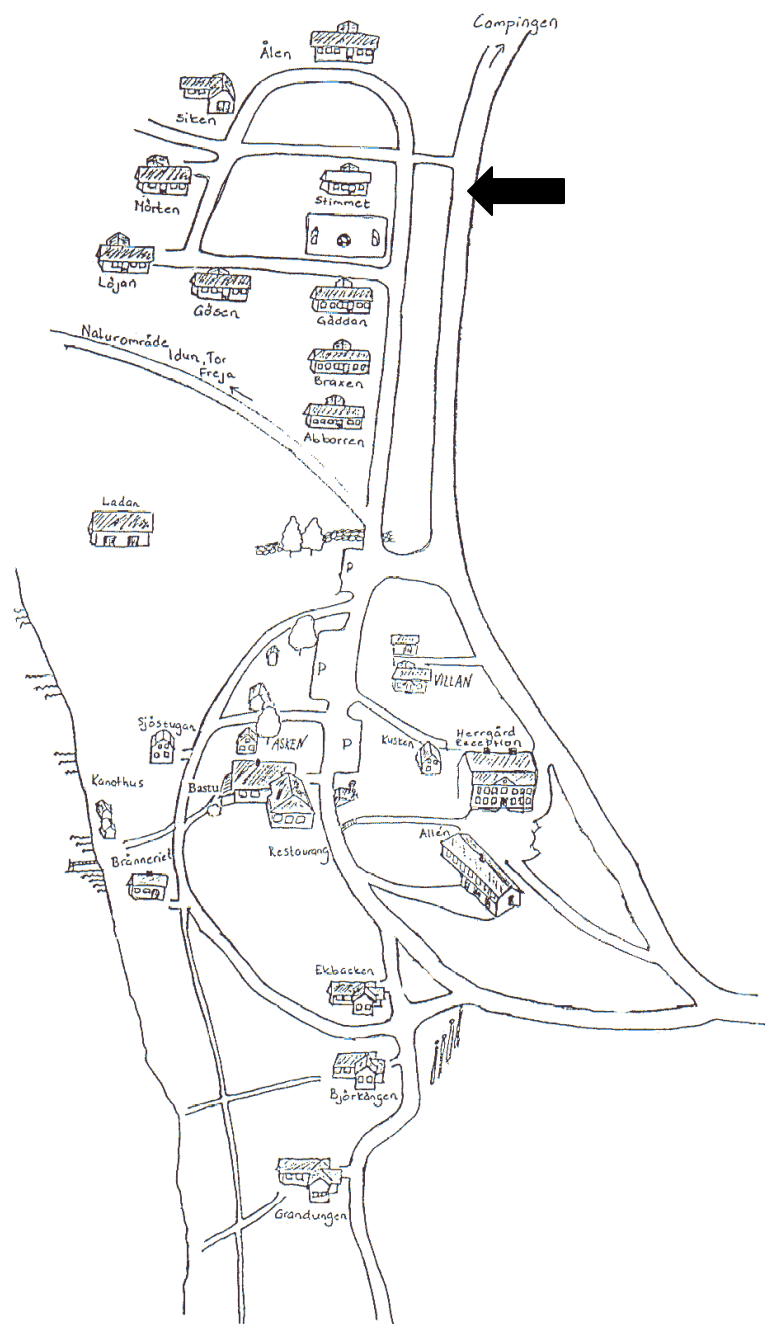 Campingen
Ålen
Siken
Stimmet
Mörten
Löjan
Gösen
Gäddan
Naturområde
Idun, Tor
Freja
Braxen
Abborren
Ladan
P
P
VILLAN
Sjöstugan
ASKEN
P
Kusken
Herrgård
Reception
Kanothus
Bastu
Allén
Restaurang
Bränneriet
Ekbacken
Björkängen
Grandungen